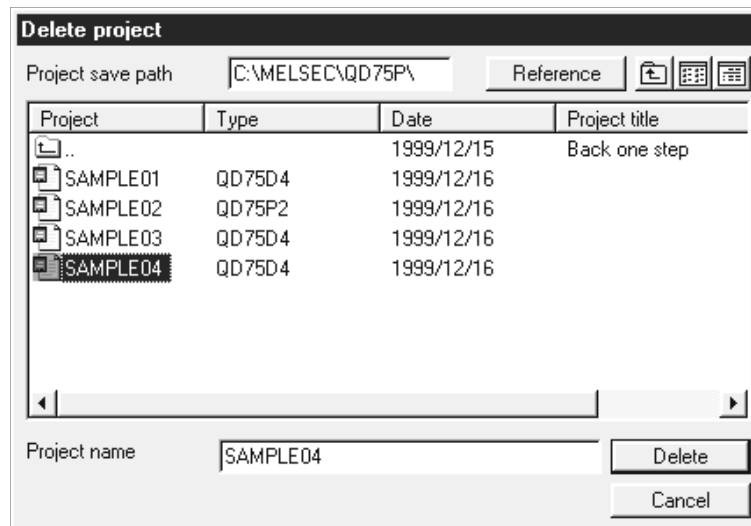 Delete project
Project save path C:\MELSEC\QD75P\ Reference
Project Type Date Project title
.. 1999/12/15 Back one step
SAMPLE01 QD75D4 1999/12/16
SAMPLE02 QD75P2 1999/12/16
SAMPLE03 QD75D4 1999/12/16
SAMPLE04 QD75D4 1999/12/16
Project name SAMPLE04 Delete
Cancel